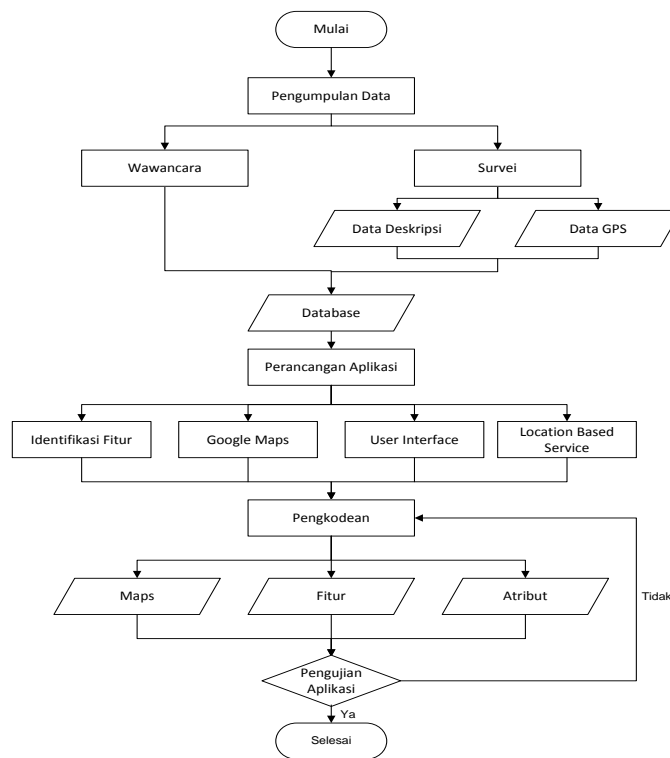 Mulai
Pengumpulan Data
Wawancara
Survei
Data Deskripsi
Data GPS
Database
Perancangan Aplikasi
Identifikasi Fitur
Google Maps
User Interface
Location Based
Service
Pengkodean
Maps
Fitur
Atribut
Tidak
Pengujian
Aplikasi
Ya
Selesai